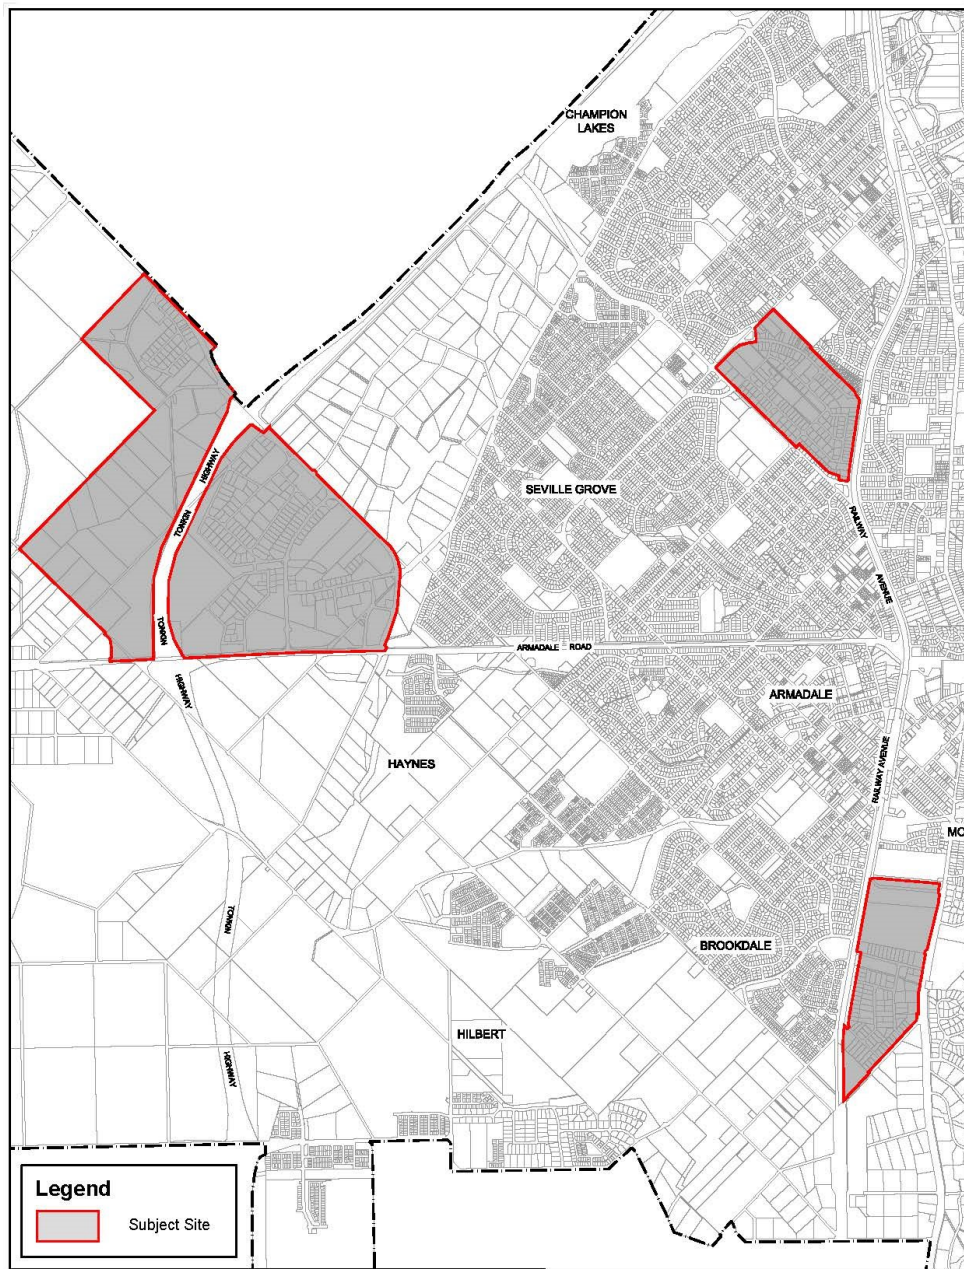 CHAMPION
LAKES
HIGHWAY
TONKIN
SEVILLE GROVE
RAILWAY
AVENUE
TONKIN
ARMADALE ROAD
HIGHWAY
ARMADALE
RAILWAY AVENUE
HAYNES
MO
TONKIN
BROOKDALE
HILBERT
HIGHWAY
Legend
Subject Site